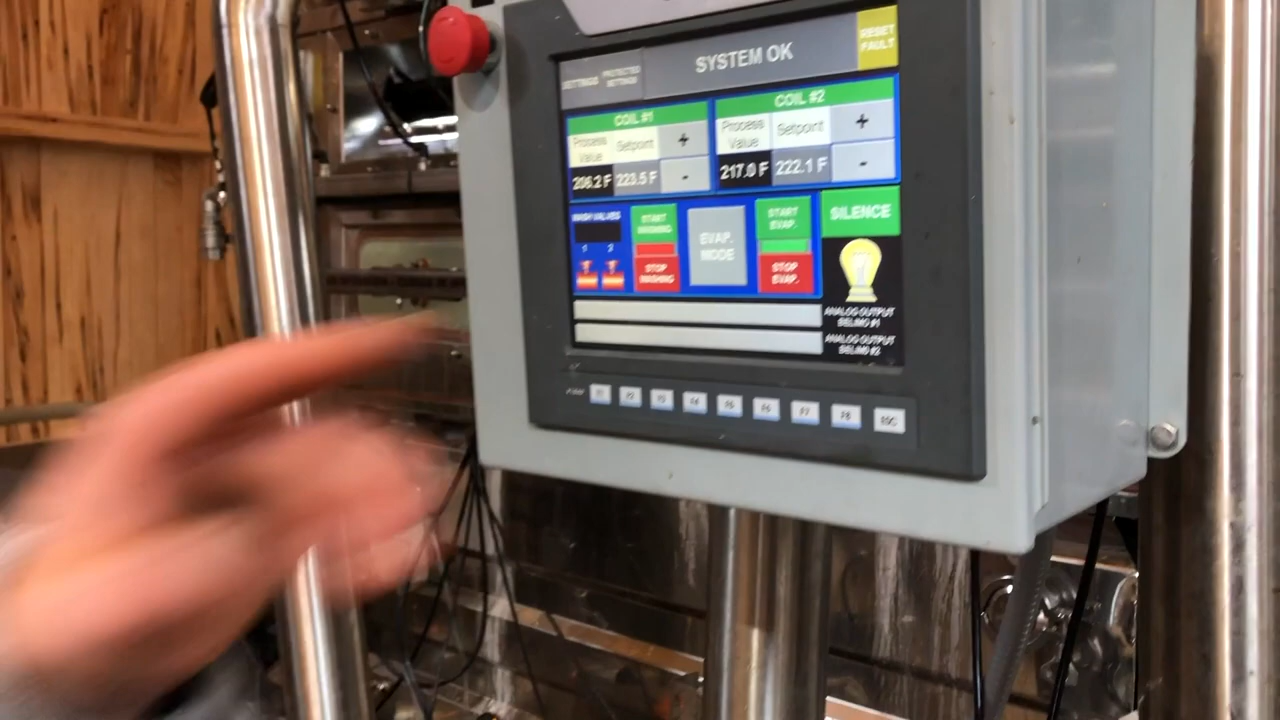 SYSTEM OK
RESET
FAULT
SETTINGS
PROTECTED
SETTINGS
COIL #1
Process
Value
Setpoint
+
206.2 F
223.5 F
-
COIL #2
Process
Value
Setpoint
+
217.0 F
222.1 F
-
WASH VALVES
1 2
START
WASHING
STOP
WASHING
EVAP.
MODE
START
EVAP.
STOP
EVAP.
SILENCE
ANALOG OUTPUT
BELIMO #1
ANALOG OUTPUT
BELIMO #2
F1 F2 F3 F4 F5 F6 F7 F8 ESC